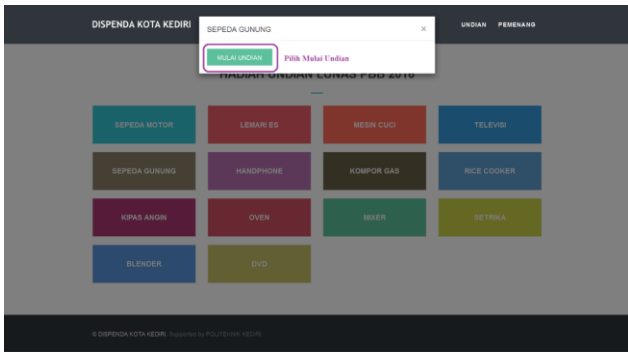 DISPENDA KOTA KEDIRI
SEPEDA GUNUNG ×
UNDIAN PEMENANG
MULAI UNDIAN Pilih Mulai Undian
HADIAH UNDIAN LUNAS PBB 2016
SEPEDA MOTOR LEMARI ES MESIN CUCI TELEVISI
SEPEDA GUNUNG HANDPHONE KOMPOR GAS RICE COOKER
KIPAS ANGIN OVEN MIXER SETRIKA
BLENDER DVD
© DISPENDA KOTA KEDIRI. Supported by POLITEKNIK KEDIRI